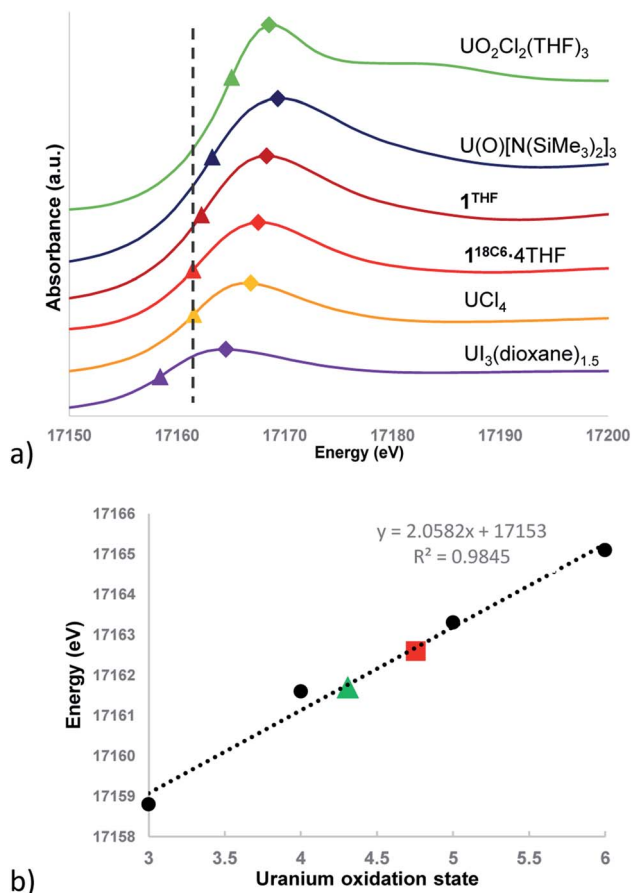 Absorbance (a.u.)
UO₂Cl₂(THF)₃
U(O)[N(SiMe₃)₂]₃
1ᵀᴴᶠ
1¹⁸ᶜ⁶·4THF
UCl₄
UI₃(dioxane)₁.₅
17150 17160 17170 17180 17190 17200
Energy (eV)
a)
17166
17165
17164
17163
17162
17161
17160
17159
17158
Energy (eV)
y = 2.0582x + 17153
R² = 0.9845
3 3.5 4 4.5 5 5.5 6
Uranium oxidation state
b)